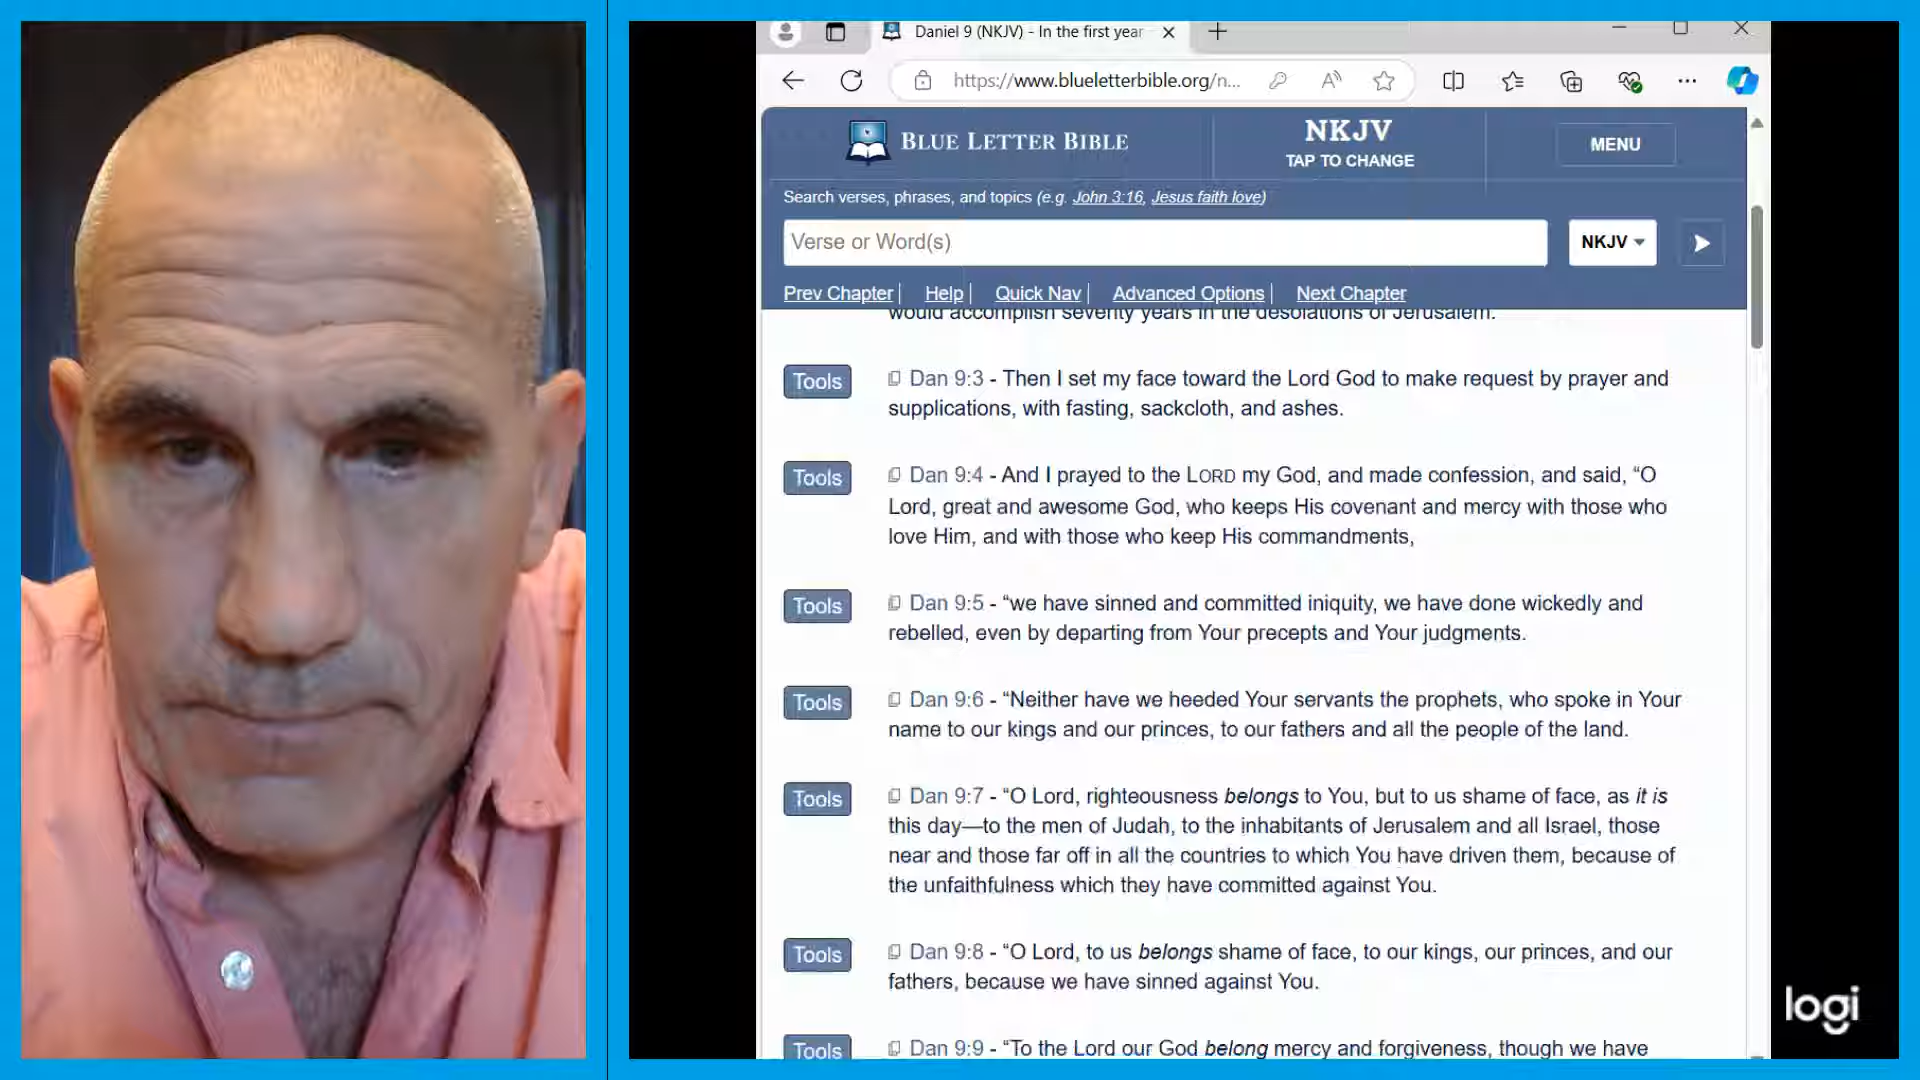 Daniel 9 (NKJV) - In the first year
https://www.blueletterbible.org/n...
BLUE LETTER BIBLE
NKJV
TAP TO CHANGE
MENU
Search verses, phrases, and topics (e.g. John 3:16, Jesus faith love)
Verse or Word(s)
NKJV
Prev Chapter| Help| Quick Nav| Advanced Options| Next Chapter
would accomplish seventy years in the desolations of Jerusalem.
Tools
Dan 9:3 - Then I set my face toward the Lord God to make request by prayer and
supplications, with fasting, sackcloth, and ashes.
Tools
Dan 9:4 - And I prayed to the LORD my God, and made confession, and said, “O
Lord, great and awesome God, who keeps His covenant and mercy with those who
love Him, and with those who keep His commandments,
Tools
Dan 9:5 - “we have sinned and committed iniquity, we have done wickedly and
rebelled, even by departing from Your precepts and Your judgments.
Tools
Dan 9:6 - “Neither have we heeded Your servants the prophets, who spoke in Your
name to our kings and our princes, to our fathers and all the people of the land.
Tools
Dan 9:7 - “O Lord, righteousness belongs to You, but to us shame of face, as it is
this day—to the men of Judah, to the inhabitants of Jerusalem and all Israel, those
near and those far off in all the countries to which You have driven them, because of
the unfaithfulness which they have committed against You.
Tools
Dan 9:8 - “O Lord, to us belongs shame of face, to our kings, our princes, and our
fathers, because we have sinned against You.
Tools
Dan 9:9 - “To the Lord our God belong mercy and forgiveness, though we have
logi